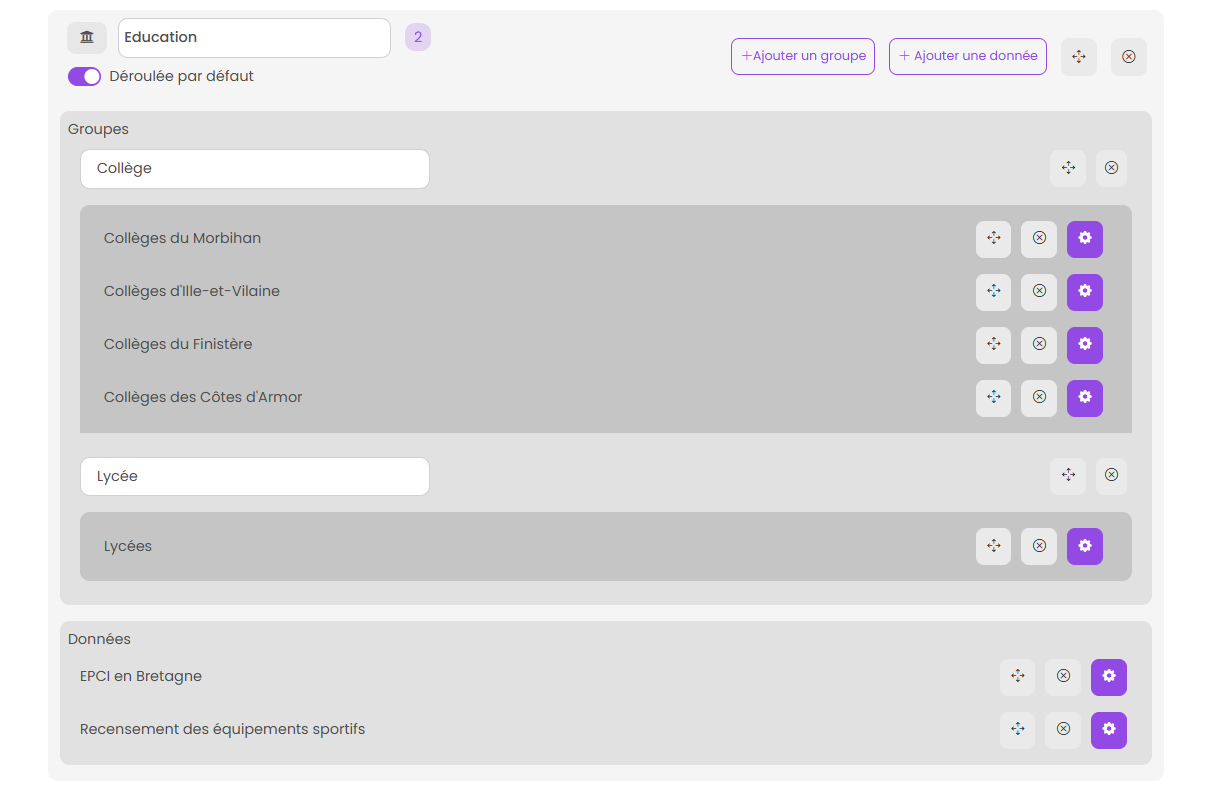 Education
2
+Ajouter un groupe
+ Ajouter une donnée
Déroulée par défaut
Groupes
Collège
Collèges du Morbihan
Collèges d'Ille-et-Vilaine
Collèges du Finistère
Collèges des Côtes d'Armor
Lycée
Lycées
Données
EPCI en Bretagne
Recensement des équipements sportifs